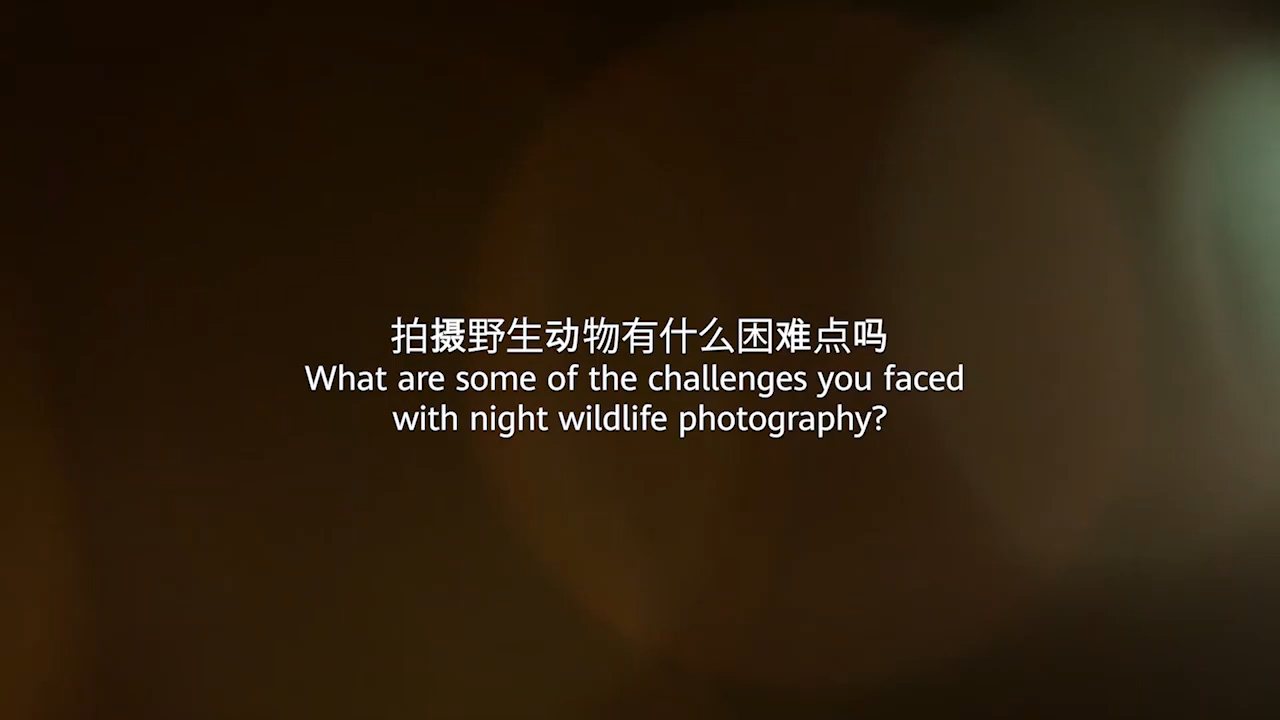 拍摄野生动物有什么困难点吗
What are some of the challenges you faced
with night wildlife photography?